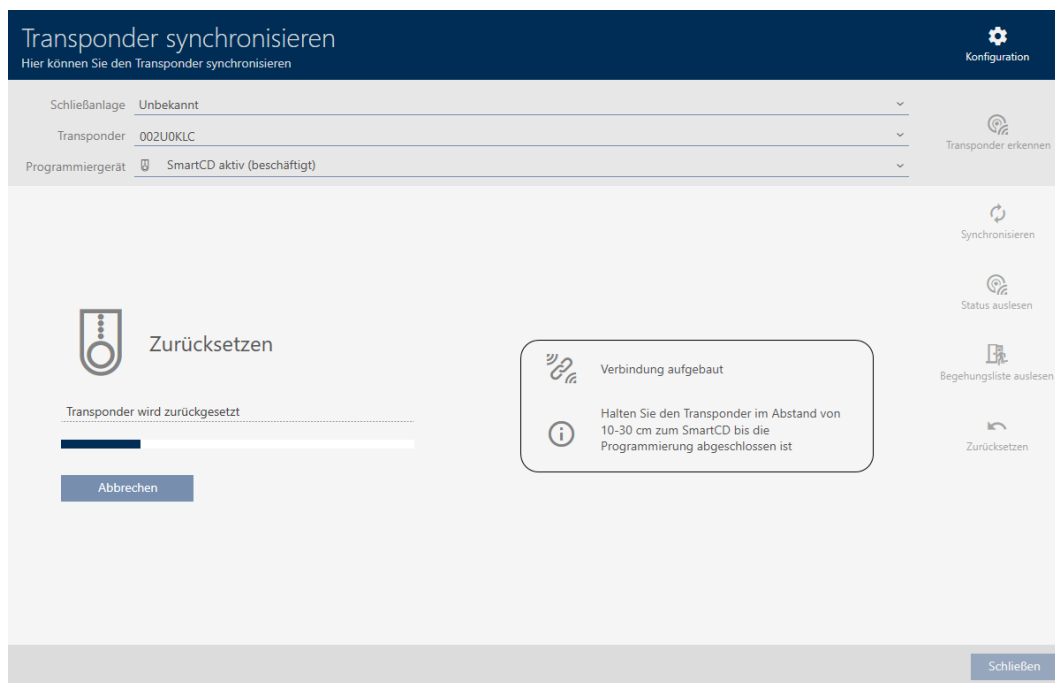 Transponder synchronisieren
Hier können Sie den Transponder synchronisieren
Konfiguration
Schließanlage Unbekannt
Transponder 002U0KLC
Programmiergerät SmartCD aktiv (beschäftigt)
Transponder erkennen
Synchronisieren
Status auslesen
Begehungsliste auslesen
Zurücksetzen
Zurücksetzen
Transponder wird zurückgesetzt
Abbrechen
Verbindung aufgebaut
Halten Sie den Transponder im Abstand von
10-30 cm zum SmartCD bis die
Programmierung abgeschlossen ist
Schließen